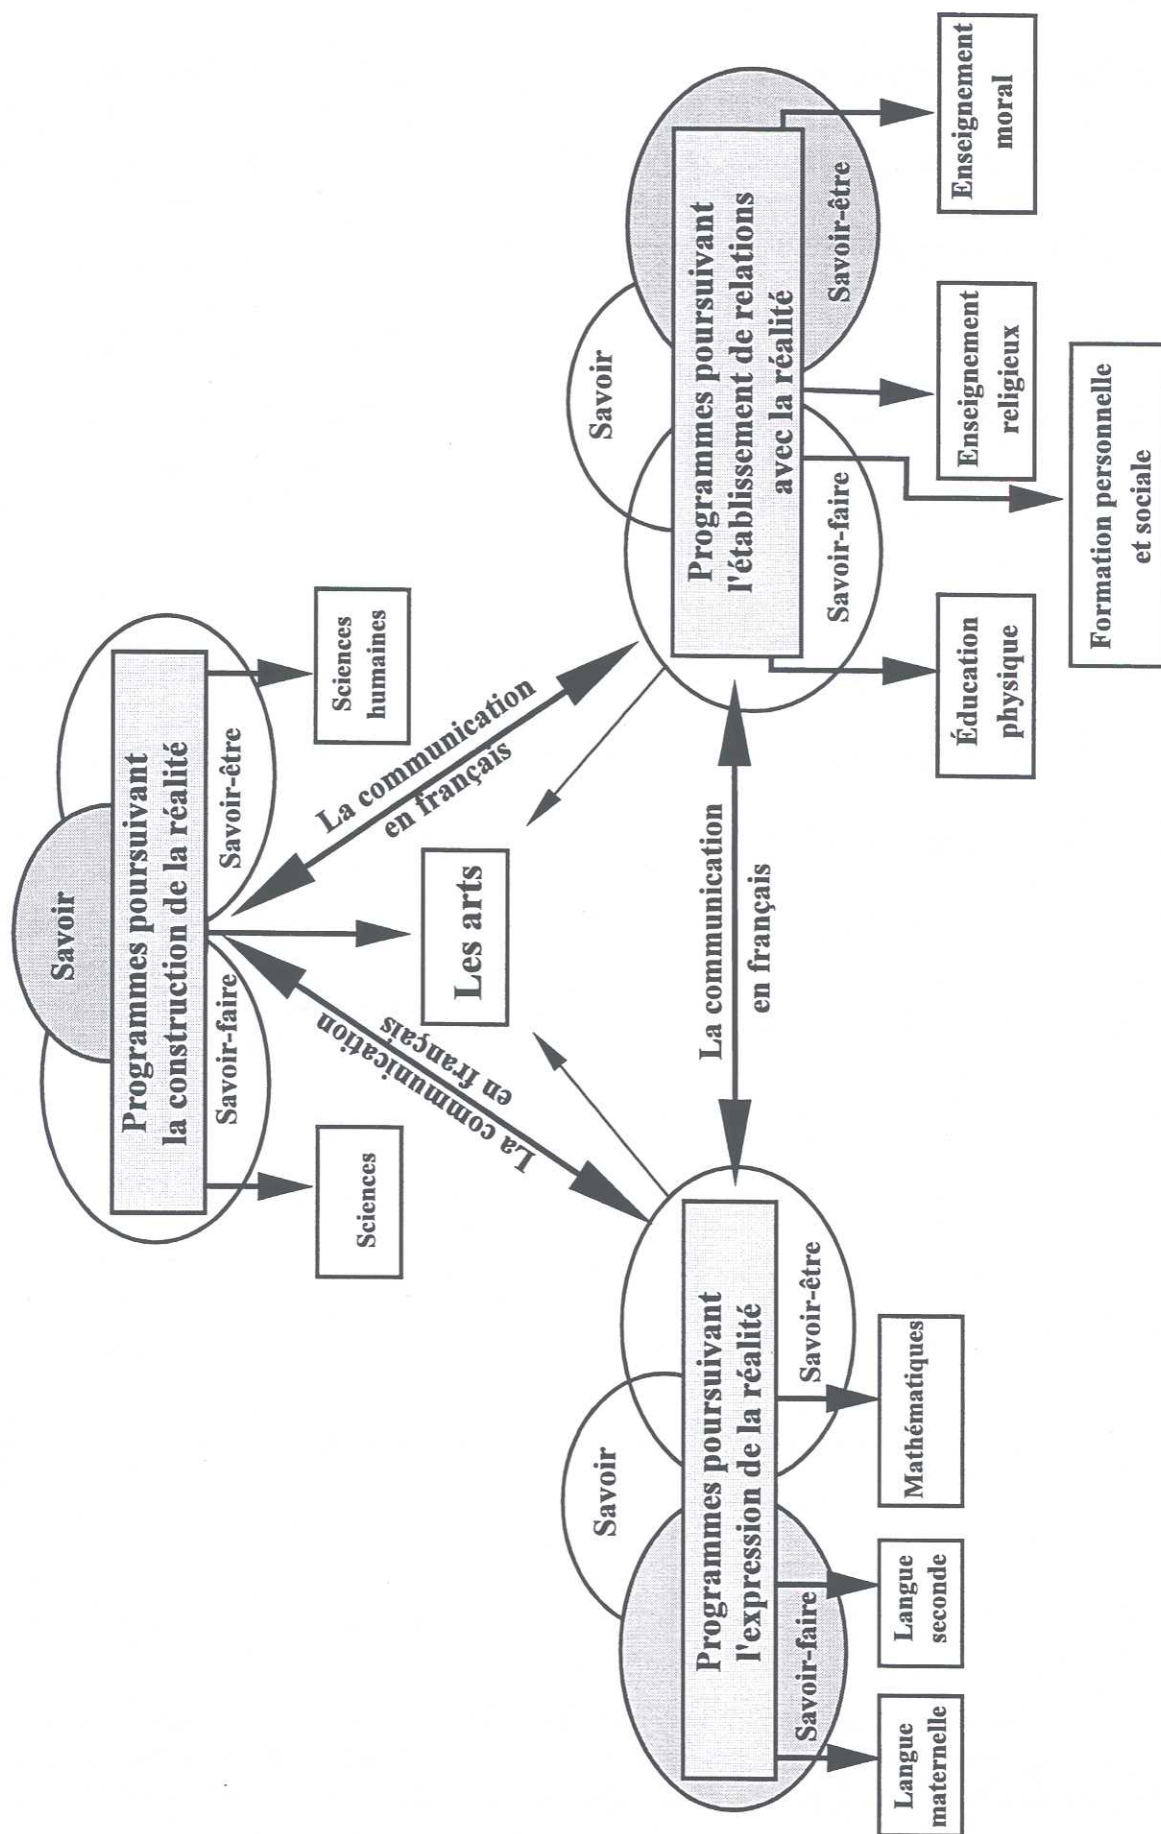 Savoir
Programmes poursuivant
la construction de la réalité
Savoir-faire
Savoir-être
Sciences
Sciences
humaines
La communication
en français
La communication
en français
Les arts
Savoir
Programmes poursuivant
l'expression de la réalité
Savoir-faire
Savoir-être
Langue
maternelle
Langue
seconde
Mathématiques
La communication
en français
Savoir
Programmes poursuivant
l'établissement de relations
avec la réalité
Savoir-faire
Savoir-être
Éducation
physique
Enseignement
religieux
Enseignement
moral
Formation personnelle
et sociale